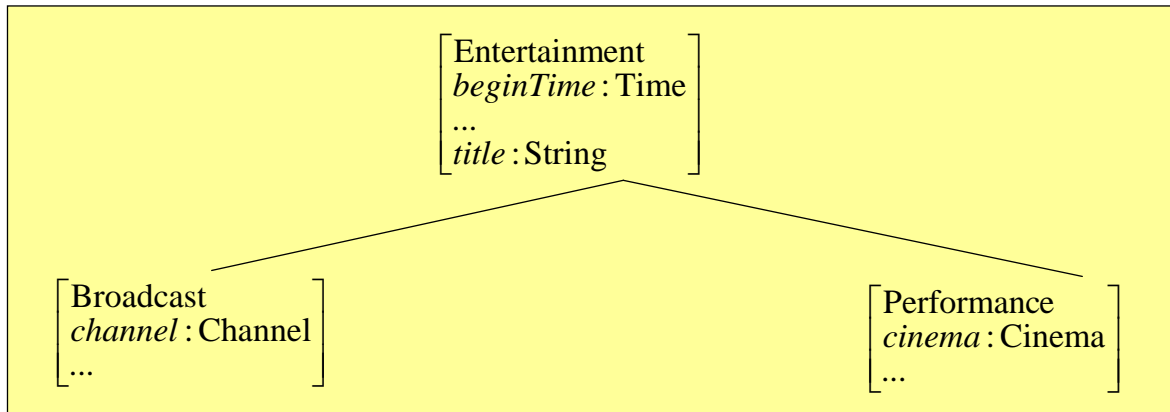 Entertainment
beginTime : Time
...
title : String
Broadcast
channel : Channel
...
Performance
cinema : Cinema
...